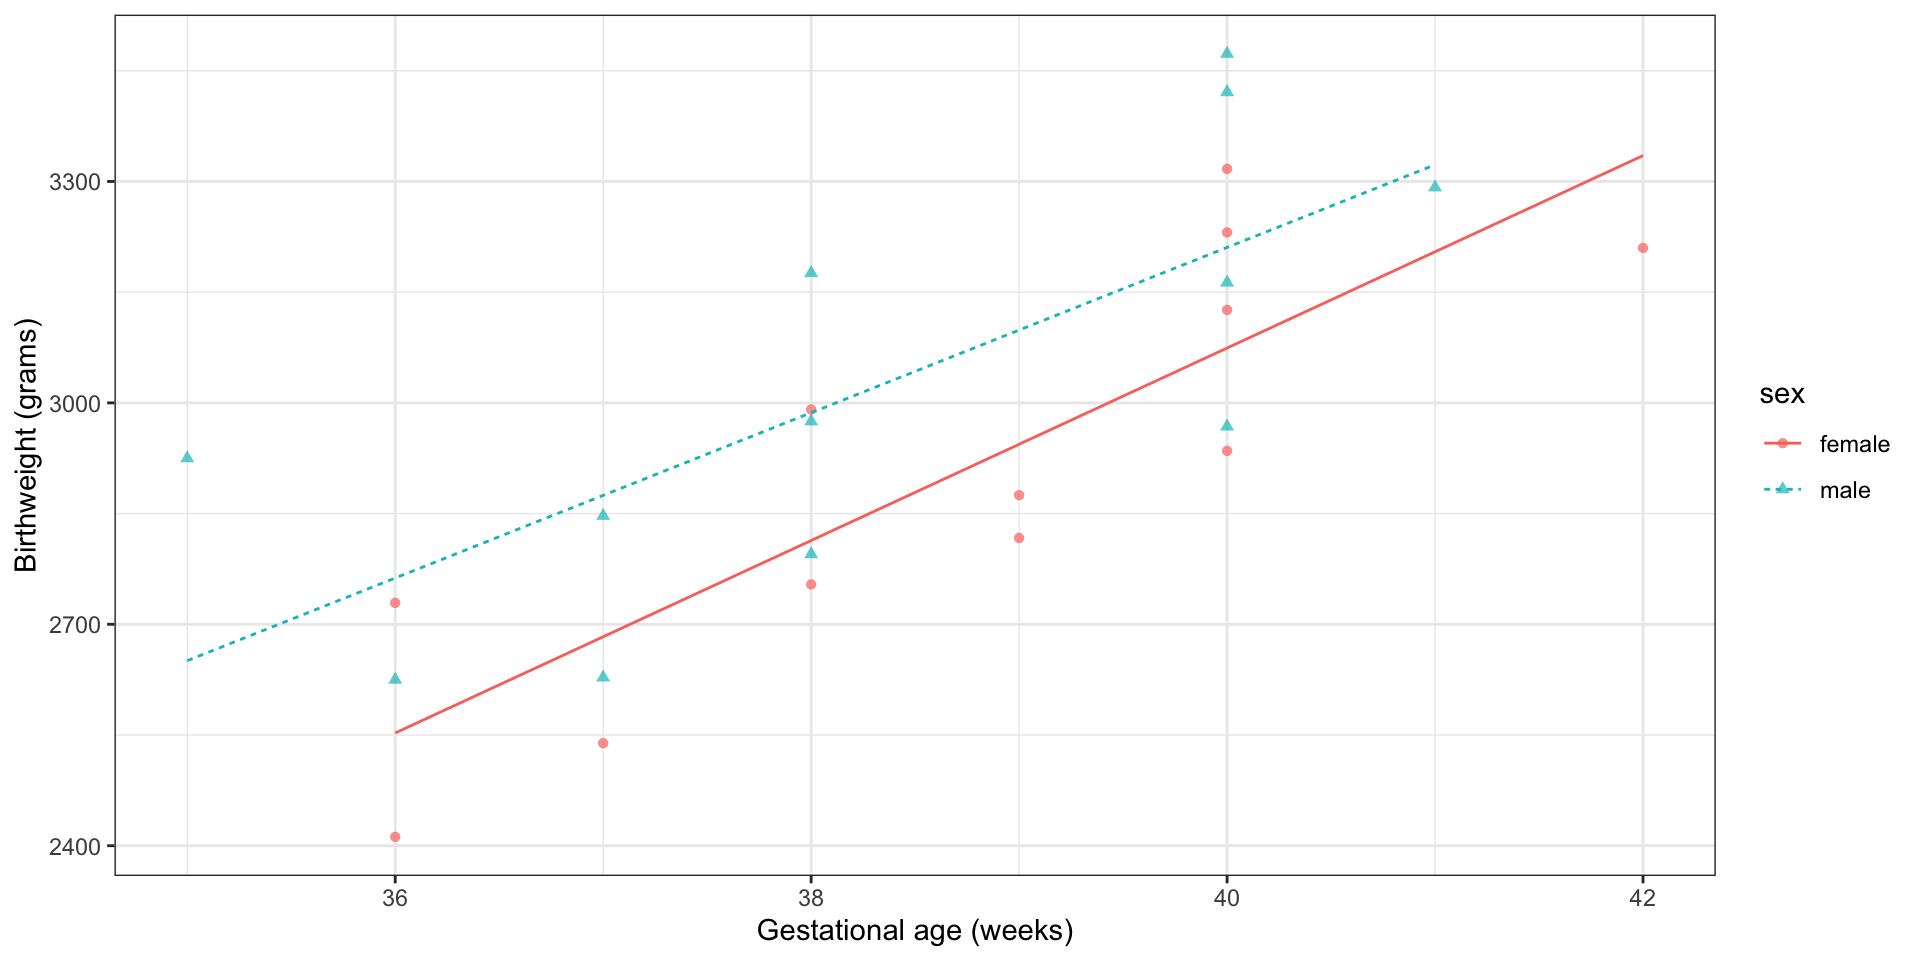 3300
3000
2700
2400
Birthweight (grams)
36 38 40 42
Gestational age (weeks)
sex
female
male